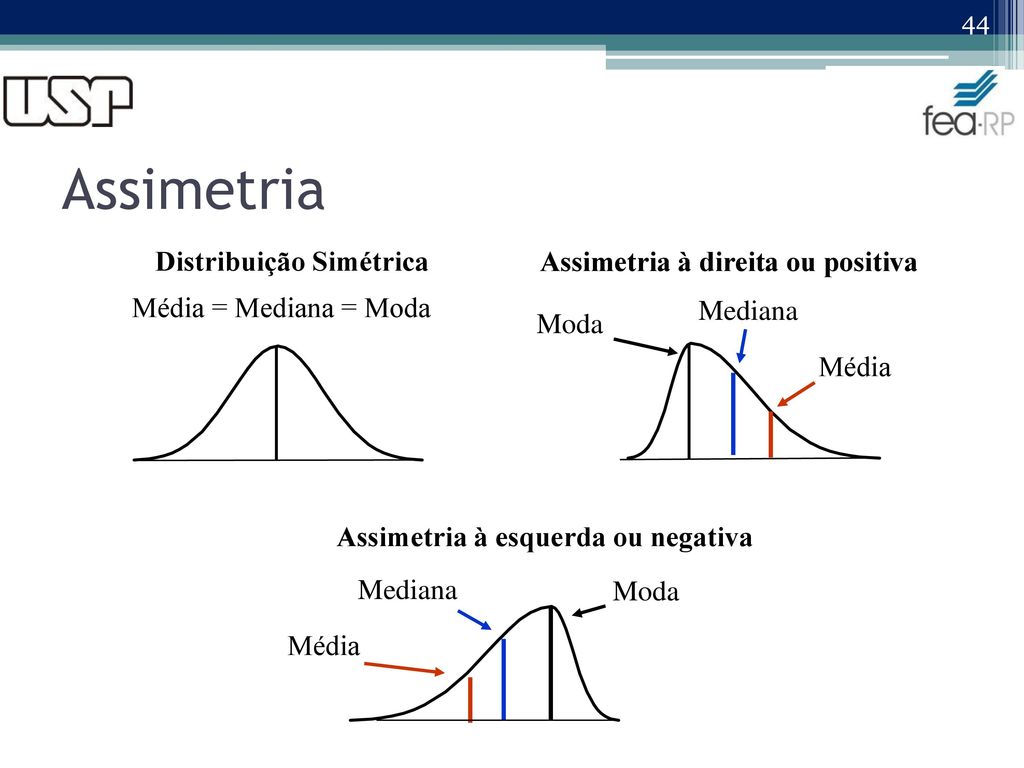 44
USP
fea-RP
Assimetria
Distribuição Simétrica
Média = Mediana = Moda
Assimetria à direita ou positiva
Moda
Mediana
Média
Assimetria à esquerda ou negativa
Mediana
Moda
Média